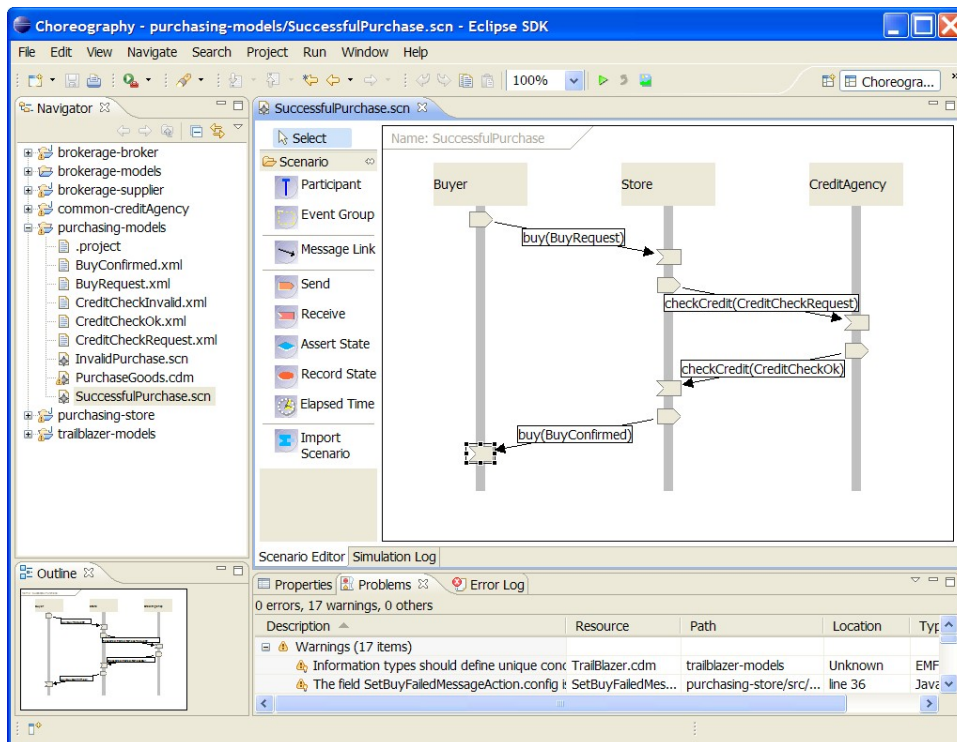 Choreography - purchasing-models/SuccessfulPurchase.scn - Eclipse SDK
File Edit View Navigate Search Project Run Window Help
100%
Choreogra...
Navigator
brokerage-broker
brokerage-models
brokerage-supplier
common-creditAgency
purchasing-models
.project
BuyConfirmed.xml
BuyRequest.xml
CreditCheckInvalid.xml
CreditCheckOk.xml
CreditCheckRequest.xml
InvalidPurchase.scn
PurchaseGoods.cdm
SuccessfulPurchase.scn
purchasing-store
trailblazer-models
SuccessfulPurchase.scn
Select
Scenario
Participant
Event Group
Message Link
Send
Receive
Assert State
Record State
Elapsed Time
Import
Scenario
Name: SuccessfulPurchase
Buyer Store CreditAgency
buy(BuyRequest)
checkCredit(CreditCheckRequest)
checkCredit(CreditCheckOk)
buy(BuyConfirmed)
Scenario Editor Simulation Log
Outline
Properties Problems Error Log
0 errors, 17 warnings, 0 others
Description Resource Path Location Typ
Warnings (17 items)
Information types should define unique conc TrailBlazer.cdm trailblazer-models Unknown EMF
The field SetBuyFailedMessageAction.config is SetBuyFailedMes... purchasing-store/src/... line 36 Java